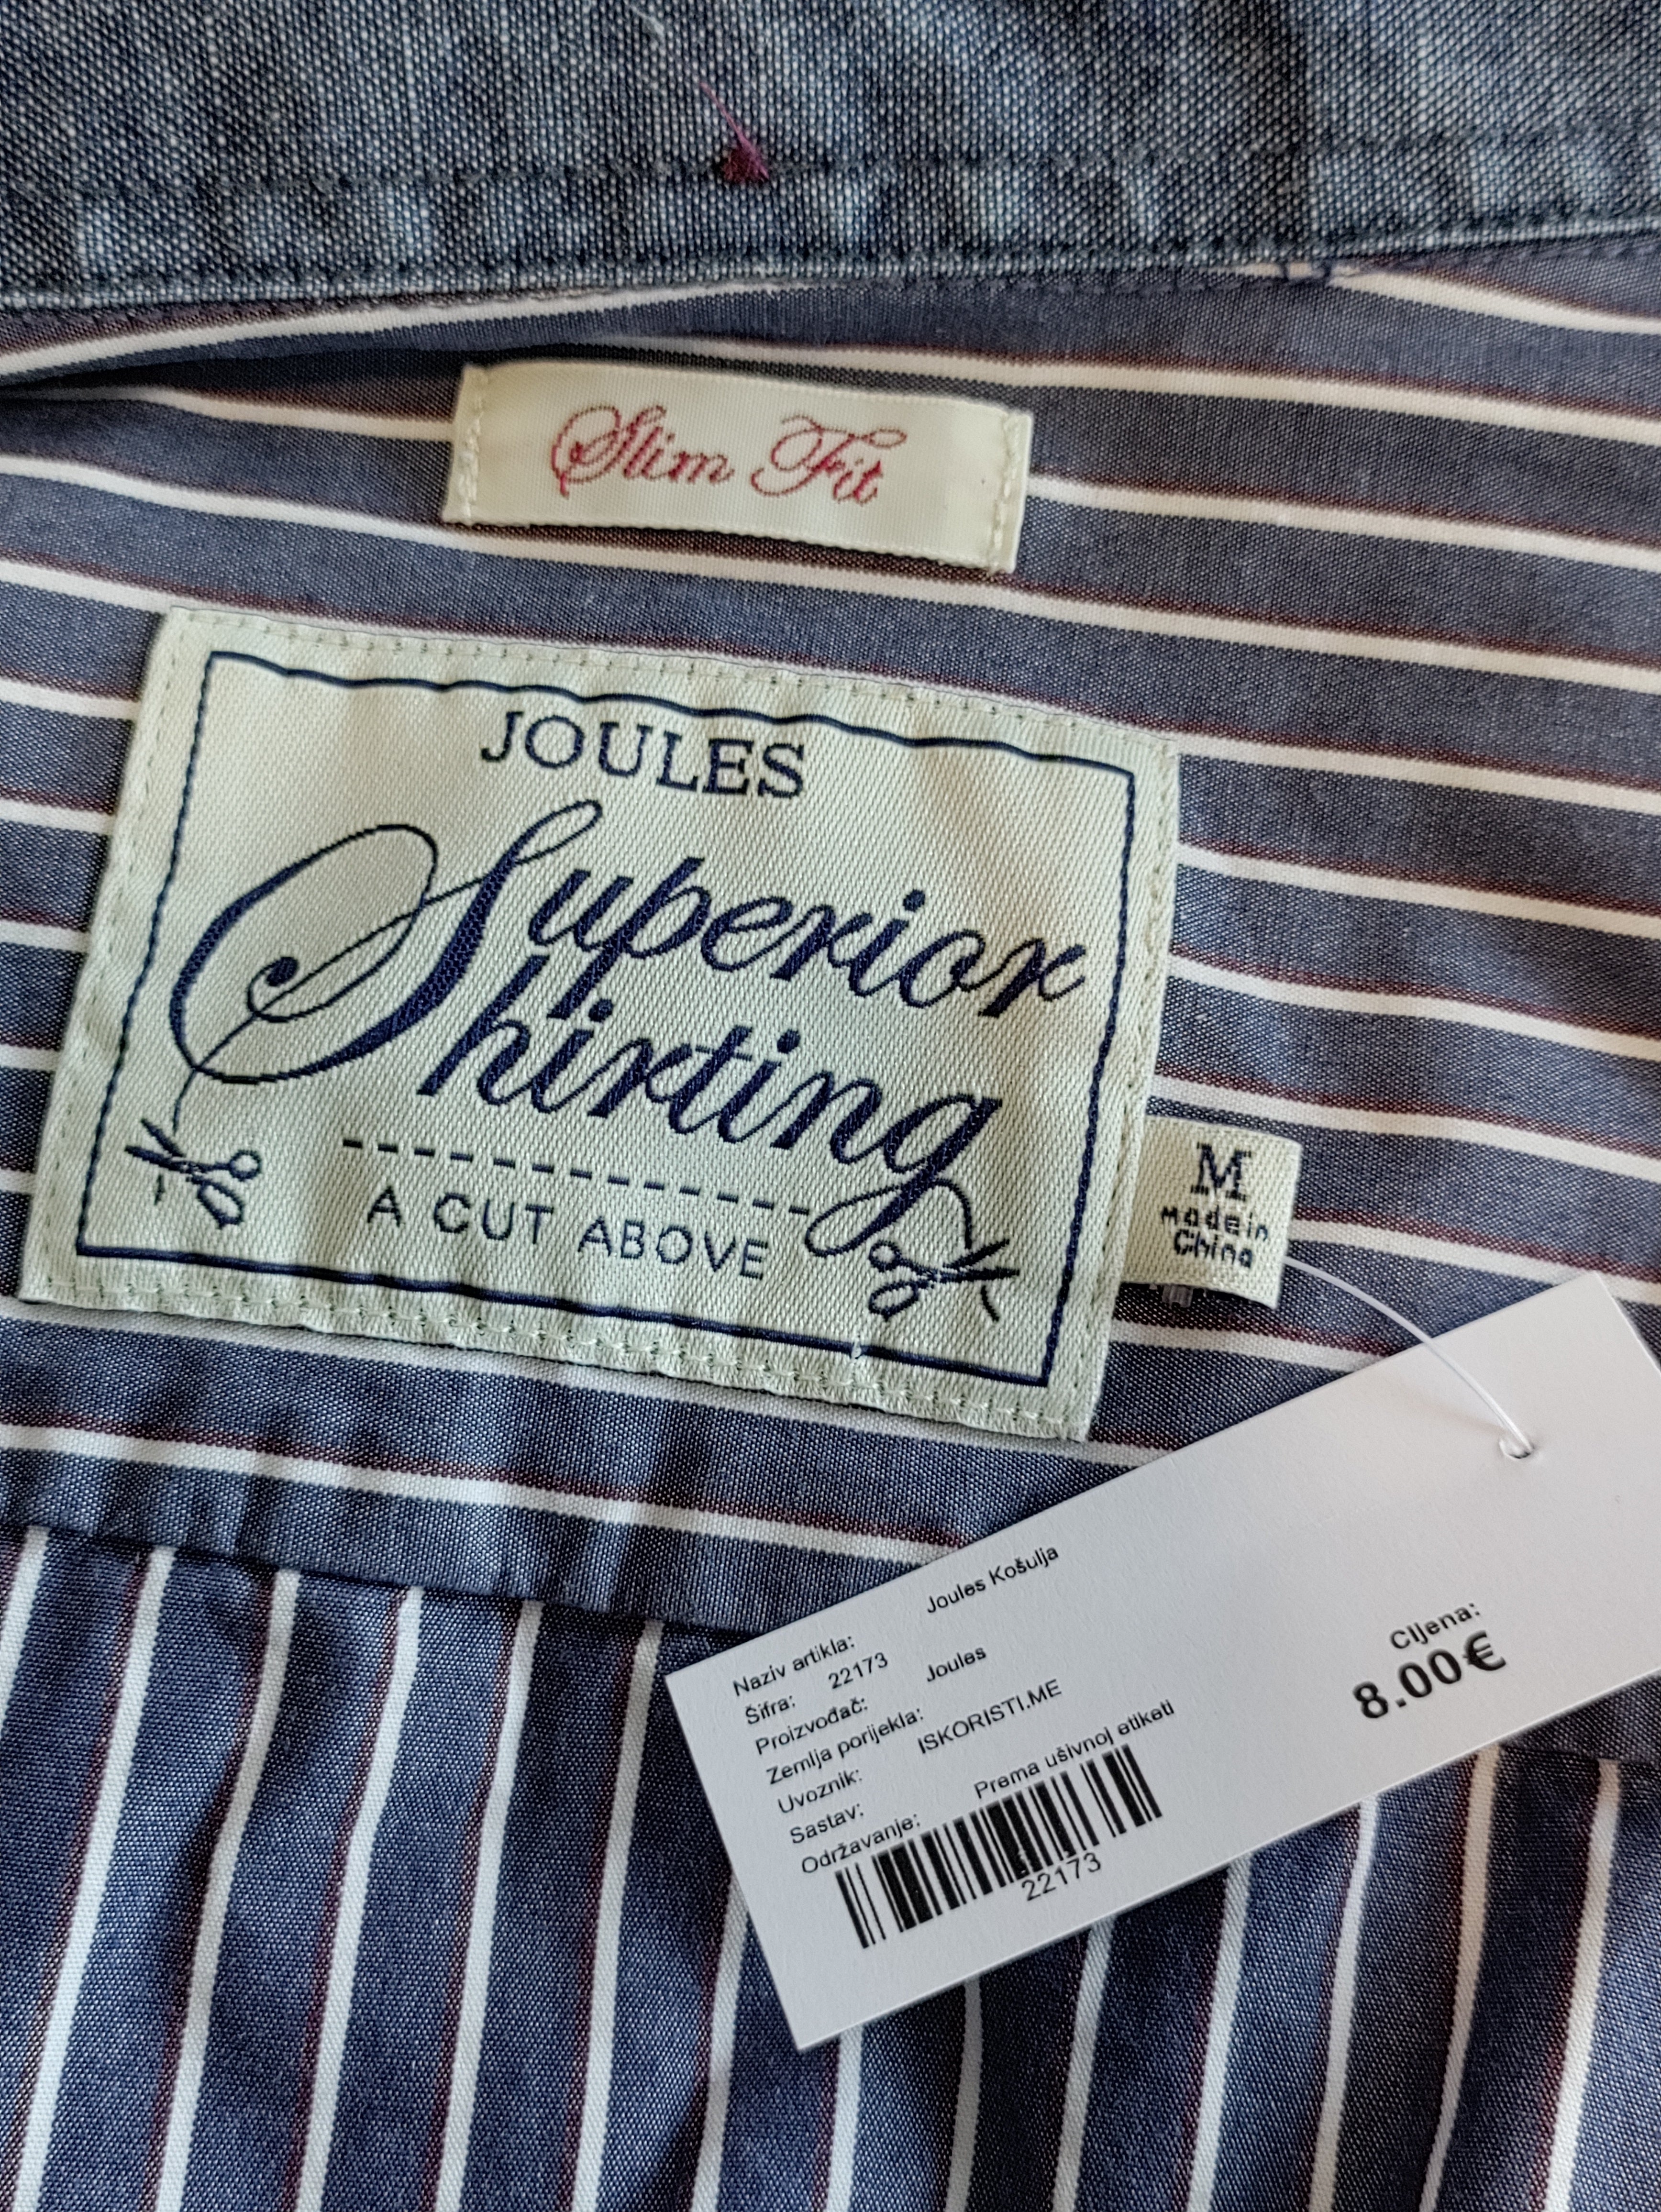 Slim Fit
JOULES
Superior
Shirting
A CUT ABOVE
M
Made in
China
Naziv artikla: Joules Košulja
Šifra: 22173
Proizvođač: Joules
Zemlja porijekla:
Uvoznik: ISKORISTI.ME
Sastav:
Održavanje: Prema ušivnoj etiketi
22173
Cijena:
8.00€